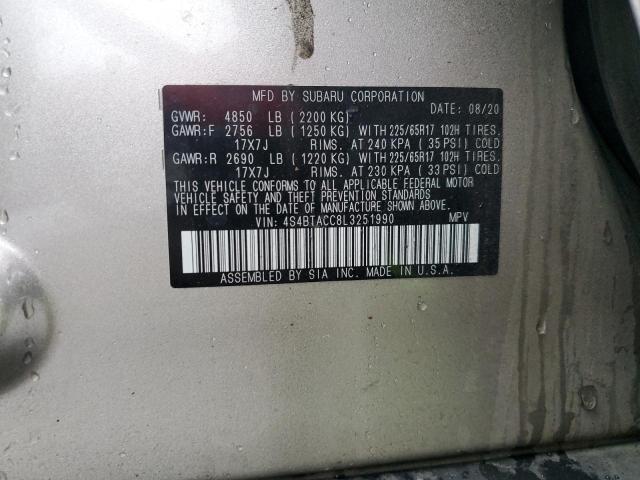 MFD BY SUBARU CORPORATION
DATE: 08/20
GVWR: 4850 LB (2200 KG)
GAWR:F 2756 LB (1250 KG) WITH 225/65R17 102H TIRES.
17X7J RIMS. AT 240 KPA (35 PSI) COLD
GAWR:R 2690 LB (1220 KG) WITH 225/65R17 102H TIRES.
17X7J RIMS. AT 230 KPA (33 PSI) COLD
THIS VEHICLE CONFORMS TO ALL APPLICABLE FEDERAL MOTOR
VEHICLE SAFETY AND THEFT PREVENTION STANDARDS IN
EFFECT ON THE DATE OF MANUFACTURE SHOWN ABOVE.
VIN: 4S4BTACC8L3251990 MPV
ASSEMBLED BY SIA INC. MADE IN U.S.A.